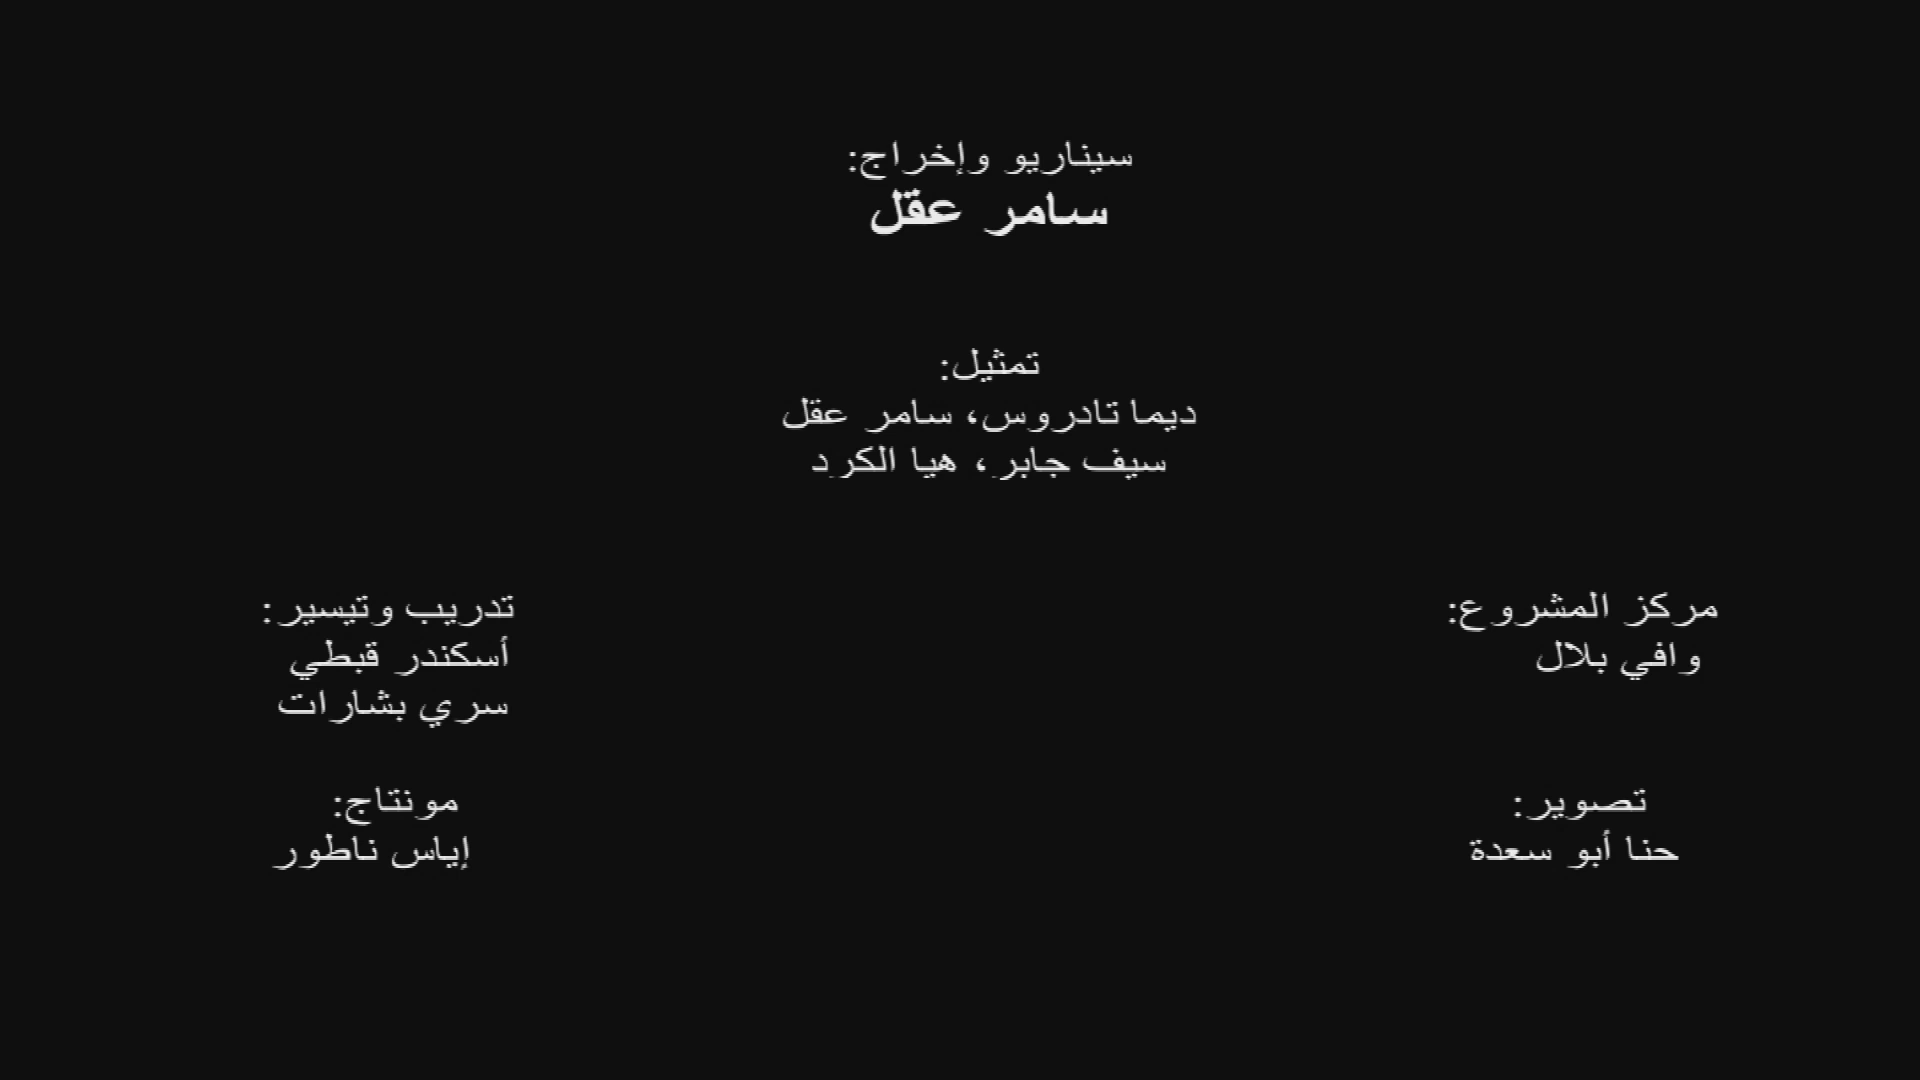 سيناريو وإخراج:
سامر عقل
تمثيل:
ديما تادروس، سامر عقل
سيف جابر، هيا الكرد
مركز المشروع:
وافي بلال
تدريب وتيسير:
أسكندر قبطي
سري بشارات
تصوير:
حنا أبو سعدة
مونتاج:
إياس ناطور